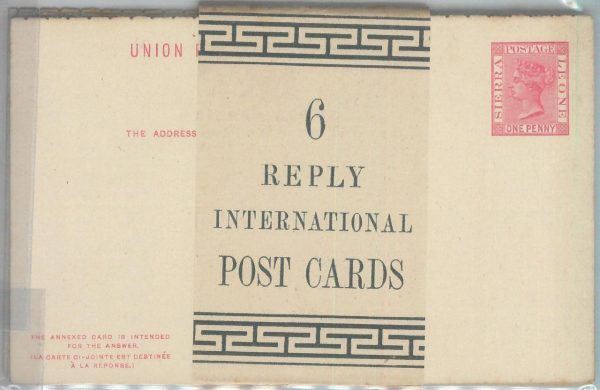 UNION
THE ADDRESS
6
REPLY
INTERNATIONAL
POST CARDS
SIERRA
POSTAGE
LEONE
ONE PENNY
THE ANNEXED CARD IS INTENDED
FOR THE ANSWER.
(LA CARTE CI-JOINTE EST DESTINÉE
À LA RÉPONSE.)